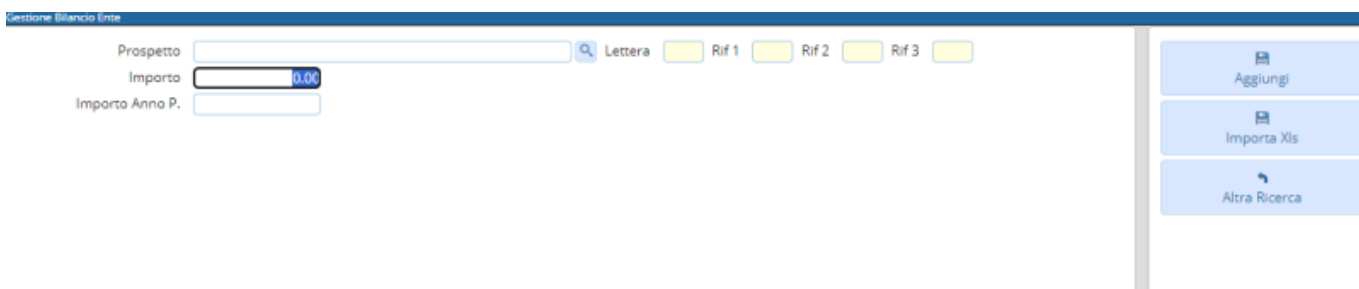 Gestione Bilancio Ente
Prospetto Lettera Rif 1 Rif 2 Rif 3
Importo 0.00
Importo Anno P.
Aggiungi
Importa Xls
Altra Ricerca